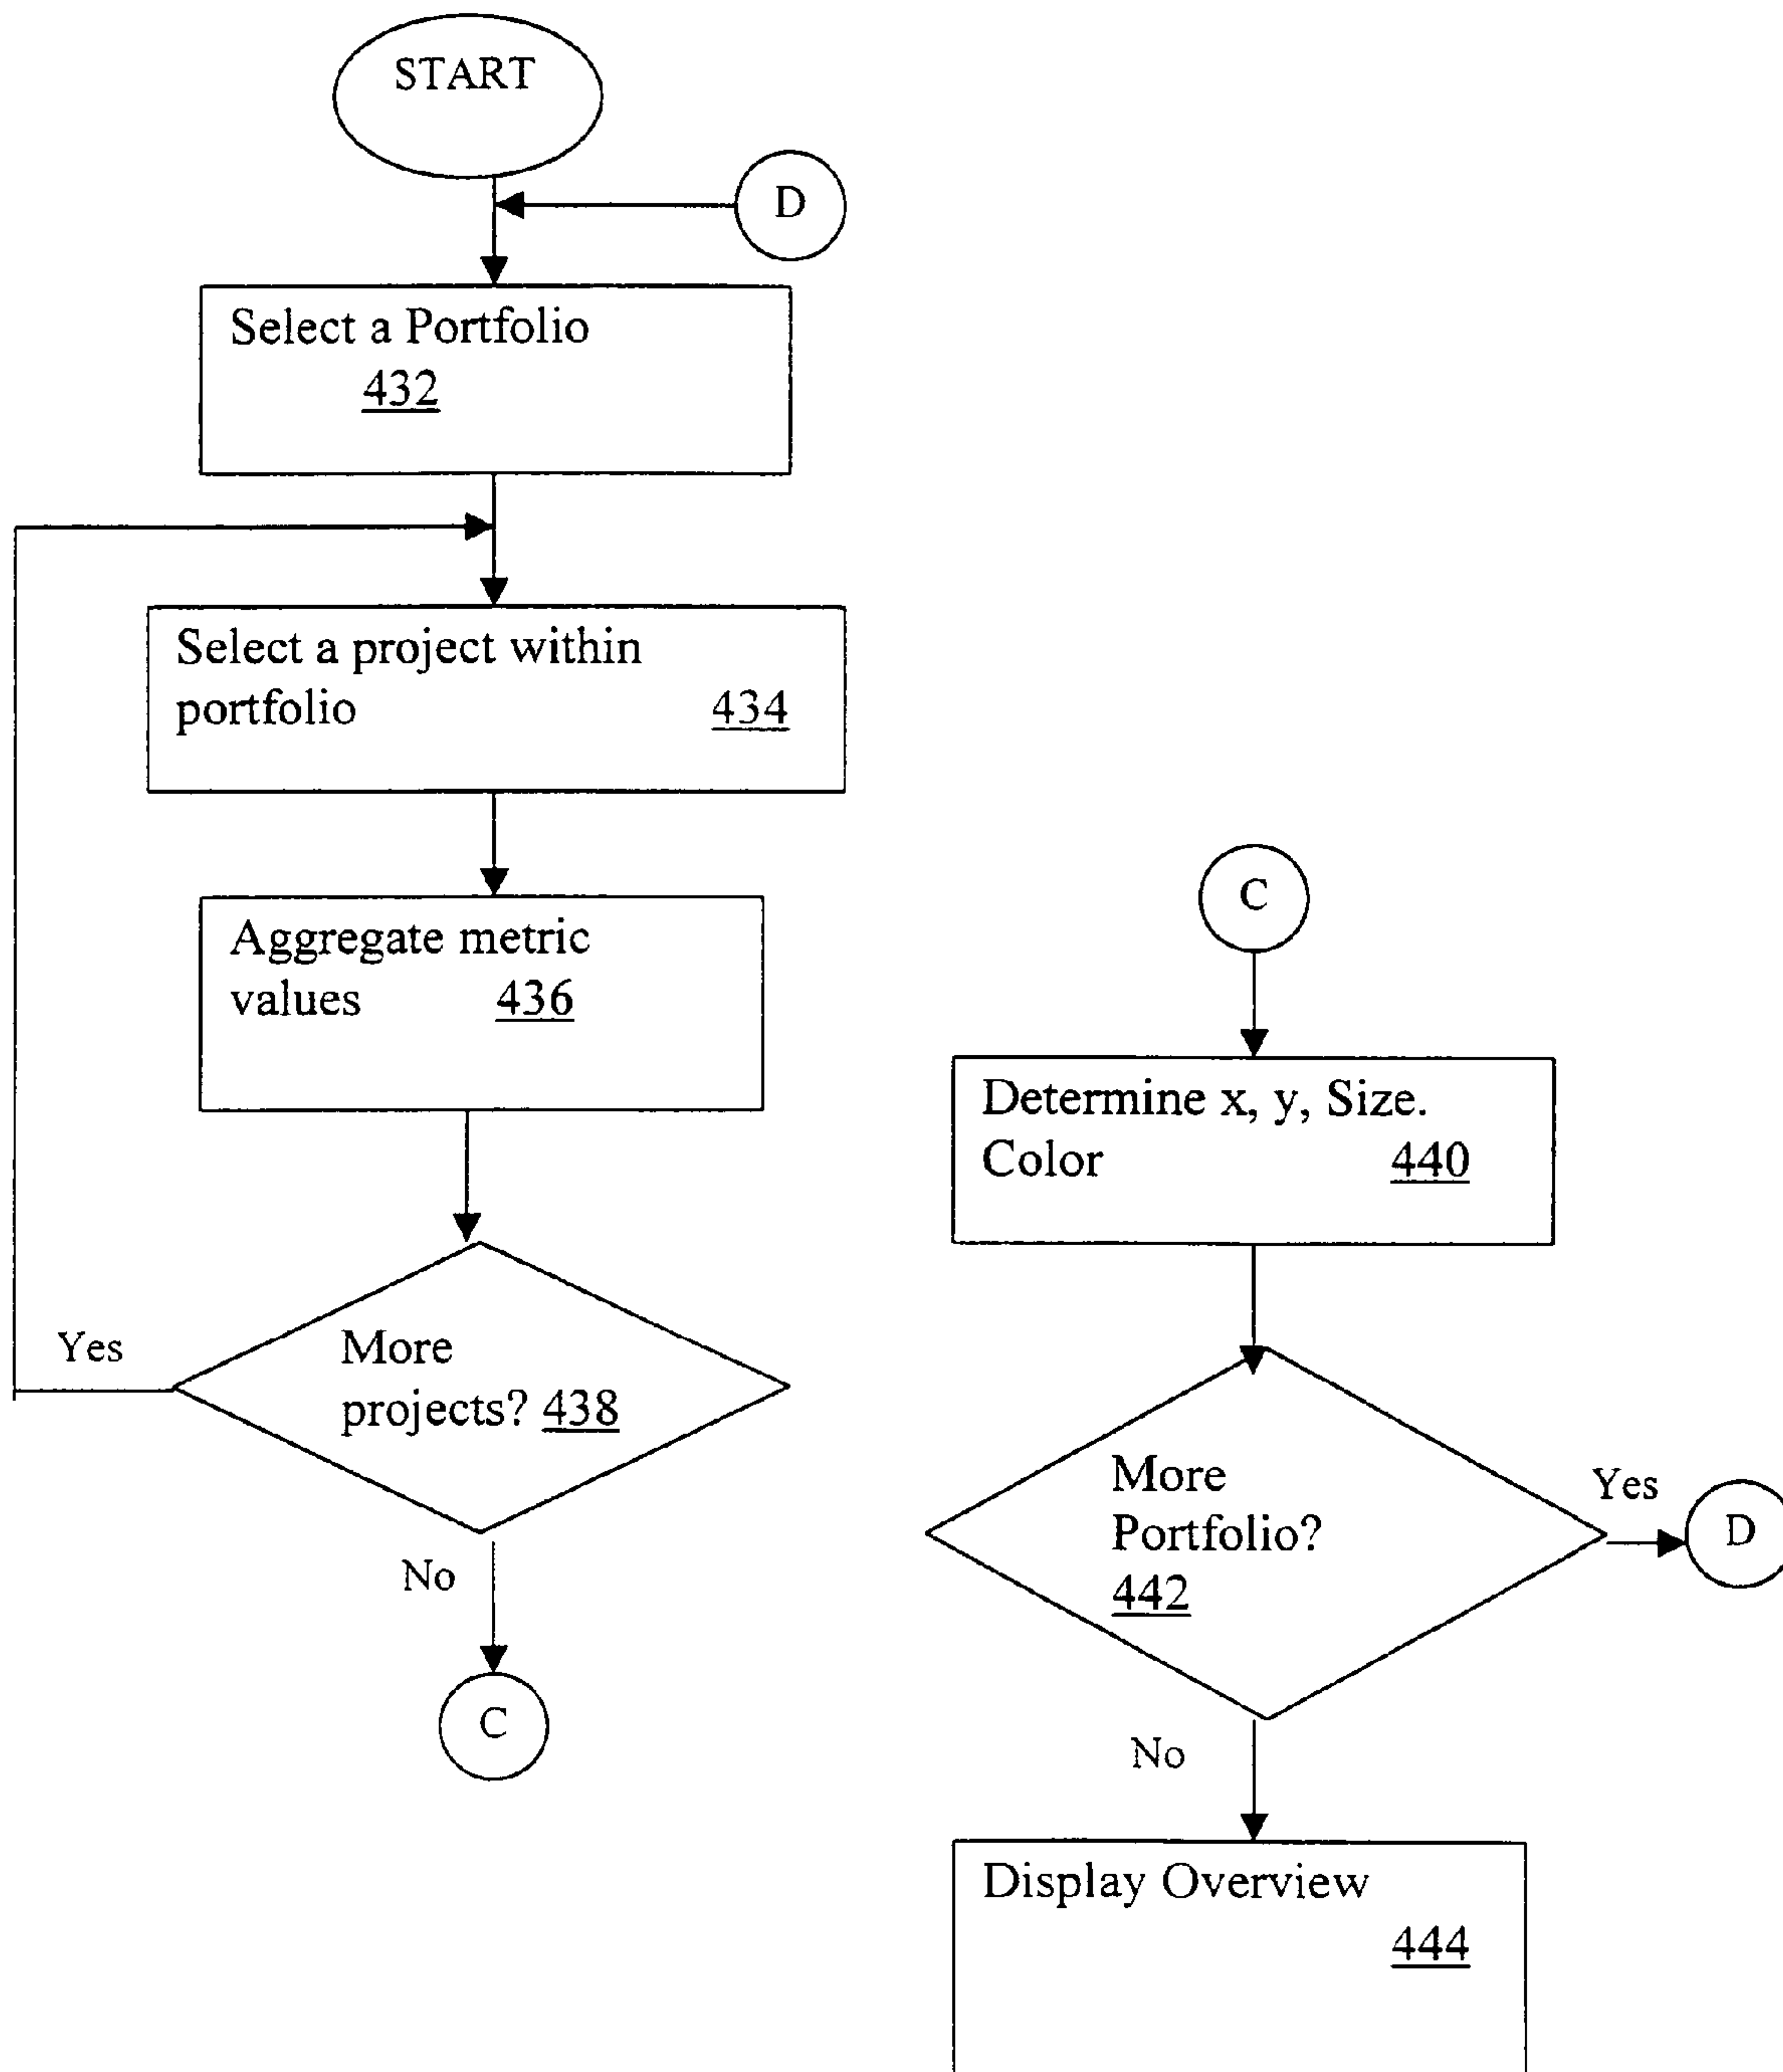 START
D
Select a Portfolio
432
Select a project within
portfolio 434
Aggregate metric
values 436
Yes
More
projects? 438
No
C
C
Determine x, y, Size.
Color 440
More
Portfolio?
442
Yes
D
No
Display Overview
444